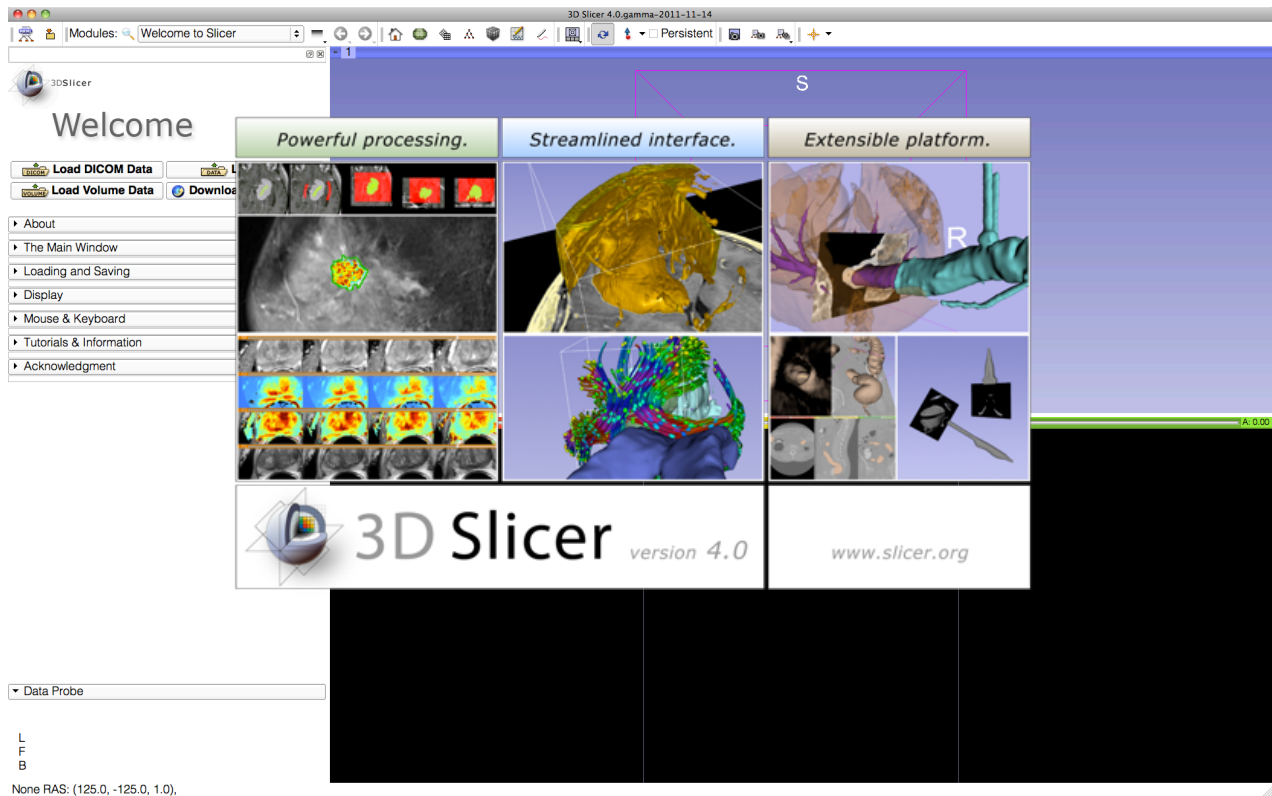 3D Slicer 4.0.gamma-2011-11-14
Modules: Welcome to Slicer Persistent
1
S
3DSlicer
Welcome
Powerful processing. Streamlined interface. Extensible platform.
DICOM Load DICOM Data DATA L
VOLUME Load Volume Data Downloa
About
R
The Main Window
Loading and Saving
Display
Mouse & Keyboard
Tutorials & Information
Acknowledgment
A: 0.00
3D Slicer version 4.0 www.slicer.org
Data Probe
L
F
B
None RAS: (125.0, -125.0, 1.0),